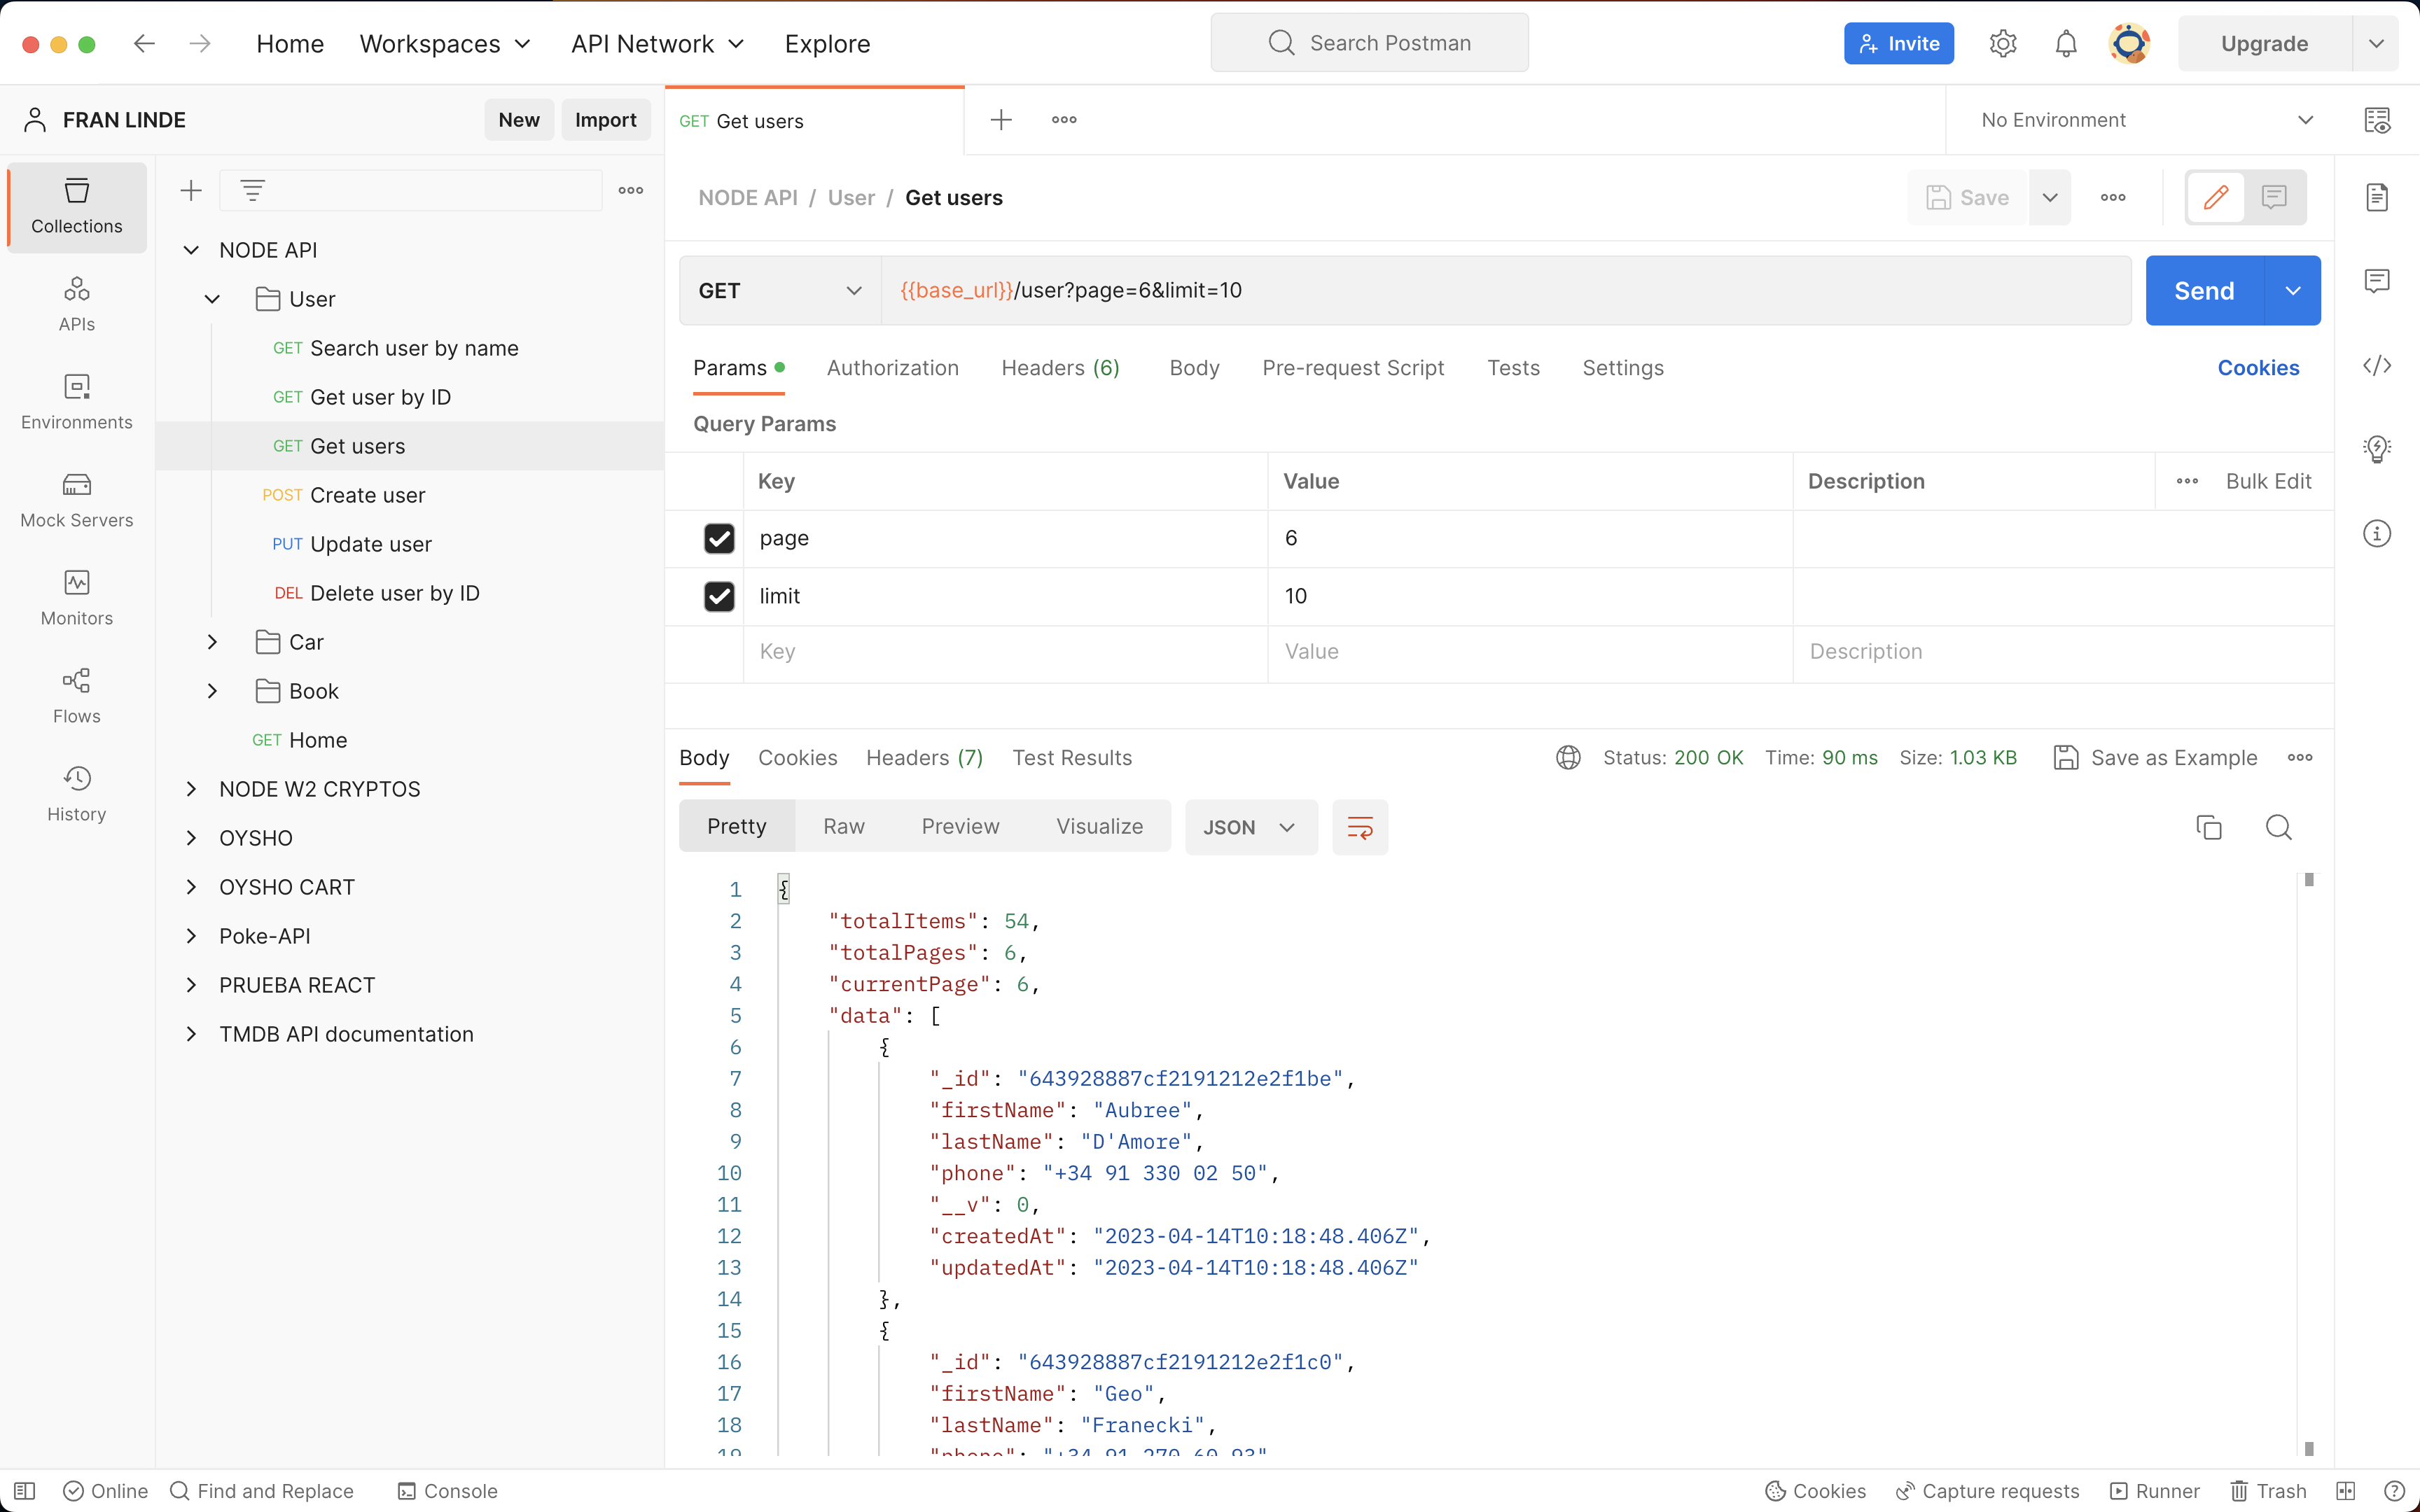 Home Workspaces API Network Explore Search Postman Invite Upgrade
FRAN LINDE New Import
GET Get users No Environment
Collections
APIs
Environments
Mock Servers
Monitors
Flows
History
NODE API
User
GET Search user by name
GET Get user by ID
GET Get users
POST Create user
PUT Update user
DEL Delete user by ID
Car
Book
GET Home
NODE W2 CRYPTOS
OYSHO
OYSHO CART
Poke-API
PRUEBA REACT
TMDB API documentation
NODE API / User / Get users Save
GET {{base_url}}/user?page=6&limit=10 Send
Params Authorization Headers (6) Body Pre-request Script Tests Settings Cookies
Query Params
Key Value Description Bulk Edit
page 6
limit 10
Key Value Description
Body Cookies Headers (7) Test Results Status: 200 OK Time: 90 ms Size: 1.03 KB Save as Example
Pretty Raw Preview Visualize JSON
1 {
2 "totalItems": 54,
3 "totalPages": 6,
4 "currentPage": 6,
5 "data": [
6 {
7 "_id": "643928887cf2191212e2f1be",
8 "firstName": "Aubree",
9 "lastName": "D'Amore",
10 "phone": "+34 91 330 02 50",
11 "__v": 0,
12 "createdAt": "2023-04-14T10:18:48.406Z",
13 "updatedAt": "2023-04-14T10:18:48.406Z"
14 },
15 {
16 "_id": "643928887cf2191212e2f1c0",
17 "firstName": "Geo",
18 "lastName": "Franecki",
19 "phone": "+34 91 270 60 93"
Online Find and Replace Console Cookies Capture requests Runner Trash